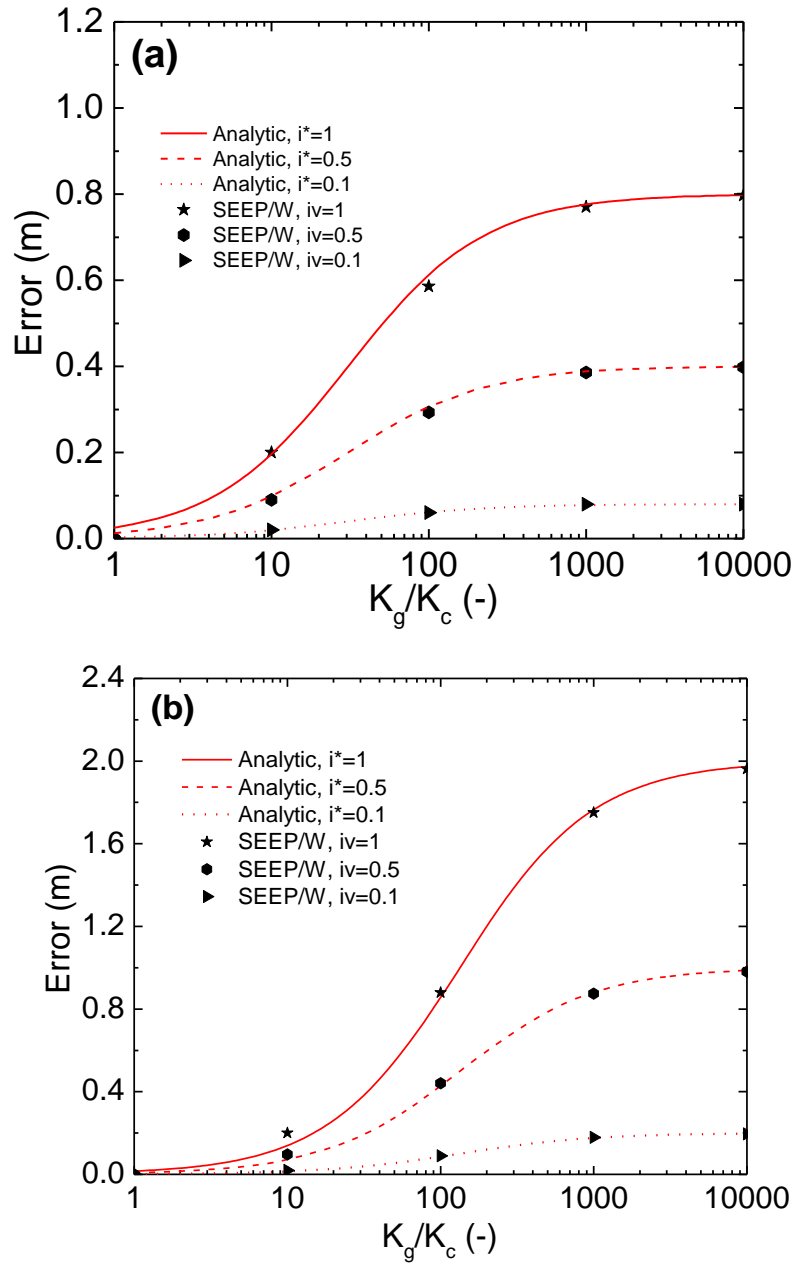 (a)
1.2
1.0
0.8
0.6
0.4
0.2
0.0
Error (m)
Analytic, i*=1
Analytic, i*=0.5
Analytic, i*=0.1
SEEP/W, iv=1
SEEP/W, iv=0.5
SEEP/W, iv=0.1
1 10 100 1000 10000
Kg/Kc (-)
(b)
2.4
2.0
1.6
1.2
0.8
0.4
0.0
Error (m)
Analytic, i*=1
Analytic, i*=0.5
Analytic, i*=0.1
SEEP/W, iv=1
SEEP/W, iv=0.5
SEEP/W, iv=0.1
1 10 100 1000 10000
Kg/Kc (-)